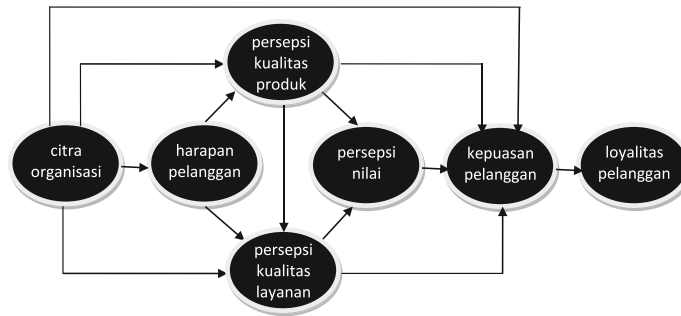 persepsi
kualitas
produk
citra
organisasi
harapan
pelanggan
persepsi
nilai
kepuasan
pelanggan
loyalitas
pelanggan
persepsi
kualitas
layanan